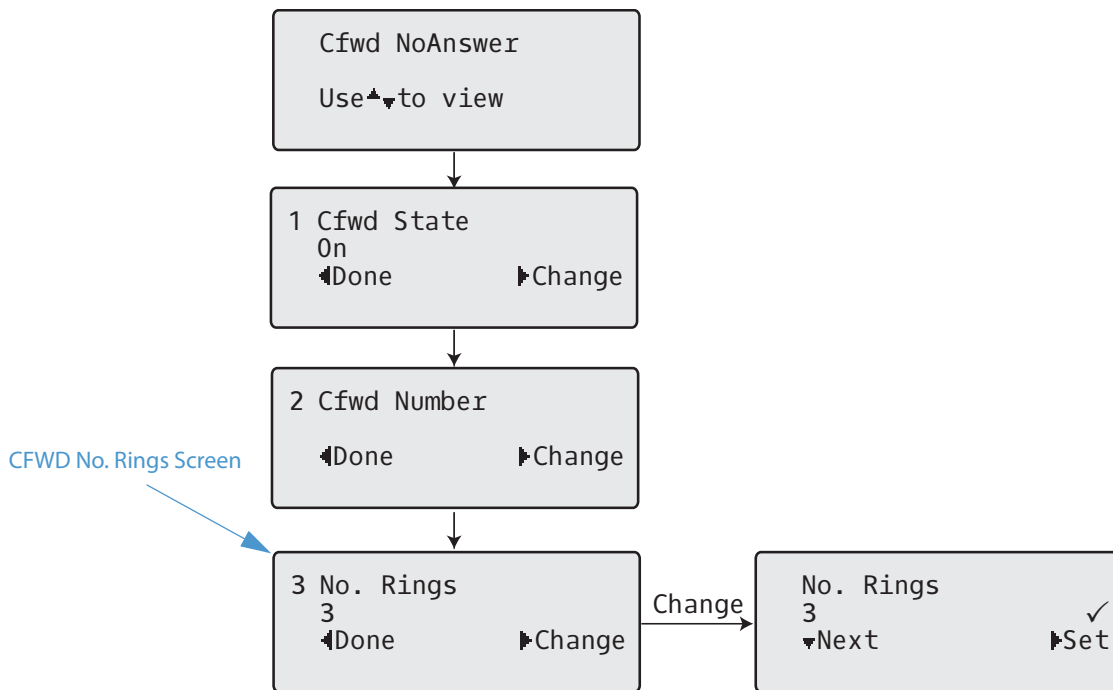 Cfwd NoAnswer
Use▲▼to view
1 Cfwd State
On
◀Done ▶Change
2 Cfwd Number
◀Done ▶Change
CFWD No. Rings Screen
3 No. Rings
3
◀Done ▶Change
Change
No. Rings
3 ✓
▼Next ▶Set